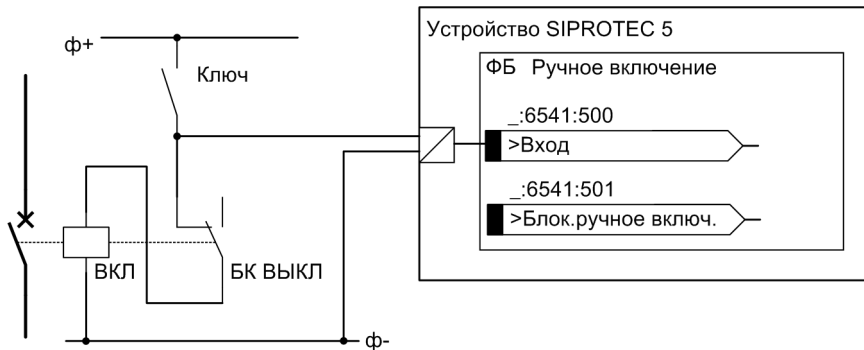 Устройство SIPROTEC 5
ф+
ФБ Ручное включение
Ключ
_:6541:500
>Вход
_:6541:501
>Блок.ручное включ.
ВКЛ
БК ВЫКЛ
ф-